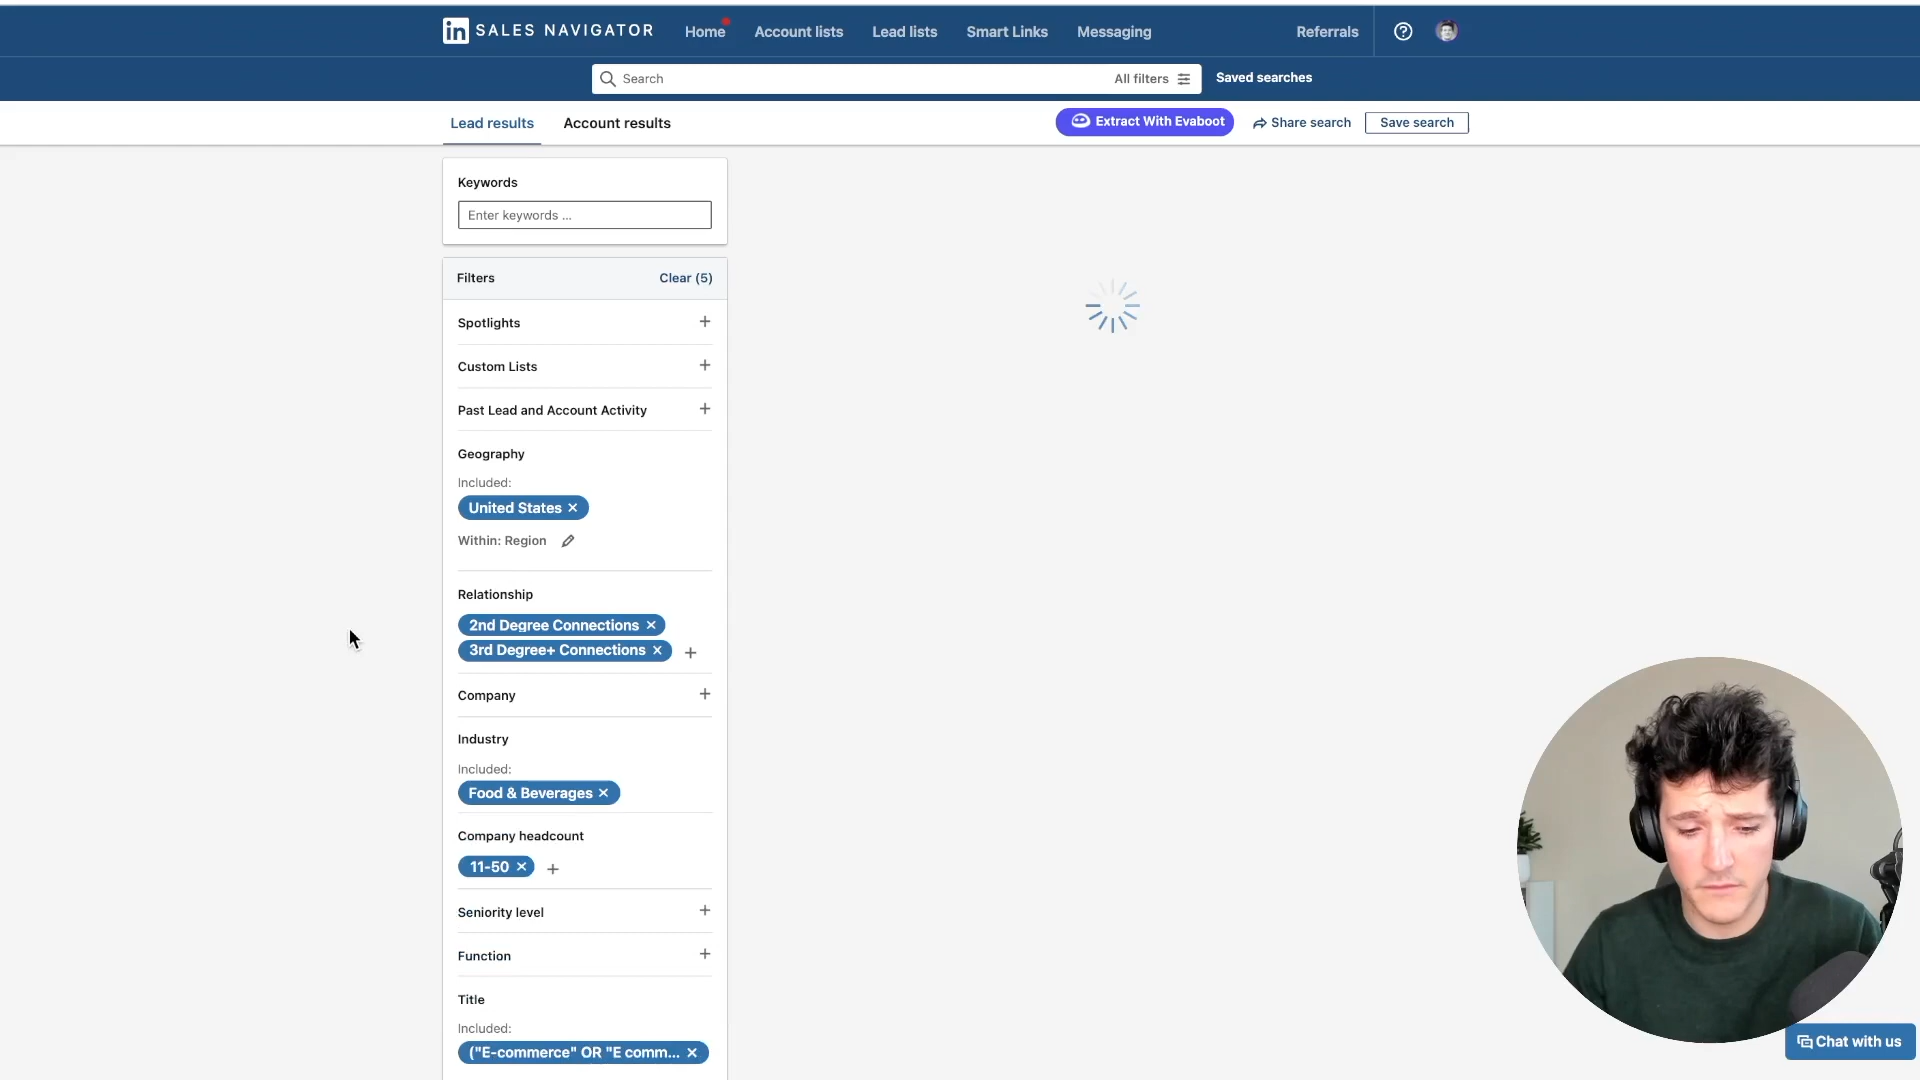 in SALES NAVIGATOR
Home
Account lists
Lead lists
Smart Links
Messaging
Referrals
Search
All filters
Saved searches
Lead results
Account results
Extract With Evaboot
Share search
Save search
Keywords
Enter keywords ...
Filters
Clear (5)
Spotlights
Custom Lists
Past Lead and Account Activity
Geography
Included:
United States
Within: Region
Relationship
2nd Degree Connections
3rd Degree+ Connections
Company
Industry
Included:
Food & Beverages
Company headcount
11-50
Seniority level
Function
Title
Included:
("E-commerce" OR "E comm...
Chat with us